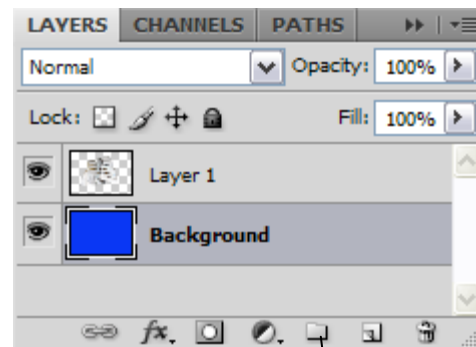 LAYERS CHANNELS PATHS
Normal Opacity: 100%
Lock: Fill: 100%
Layer 1
Background
fx.